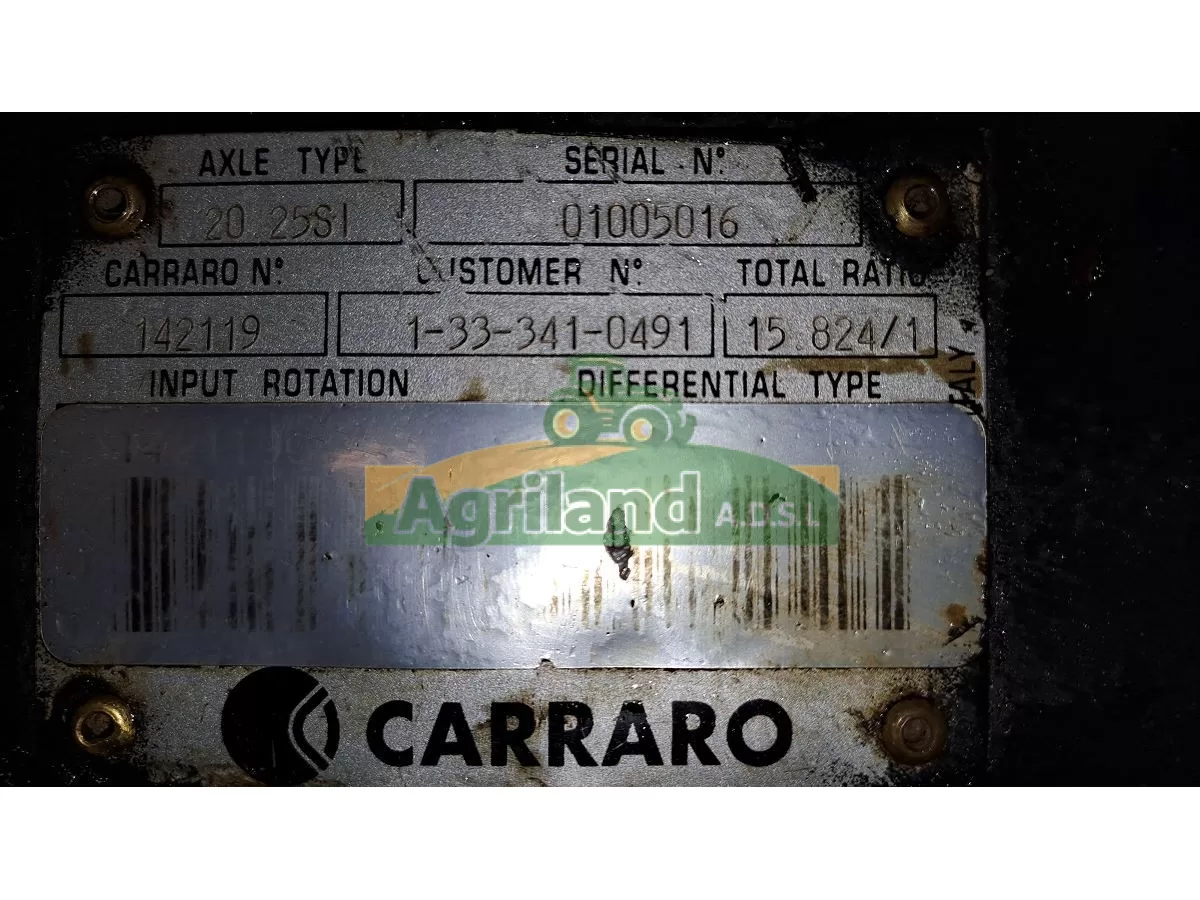 AXLE TYPE SERIAL N°
20.25SI 01005016
CARRARO N° CUSTOMER N° TOTAL RATIO
142119 1-33-341-0491 15.824/1
INPUT ROTATION DIFFERENTIAL TYPE
ITALY
Agriland A.D.S.L
CARRARO